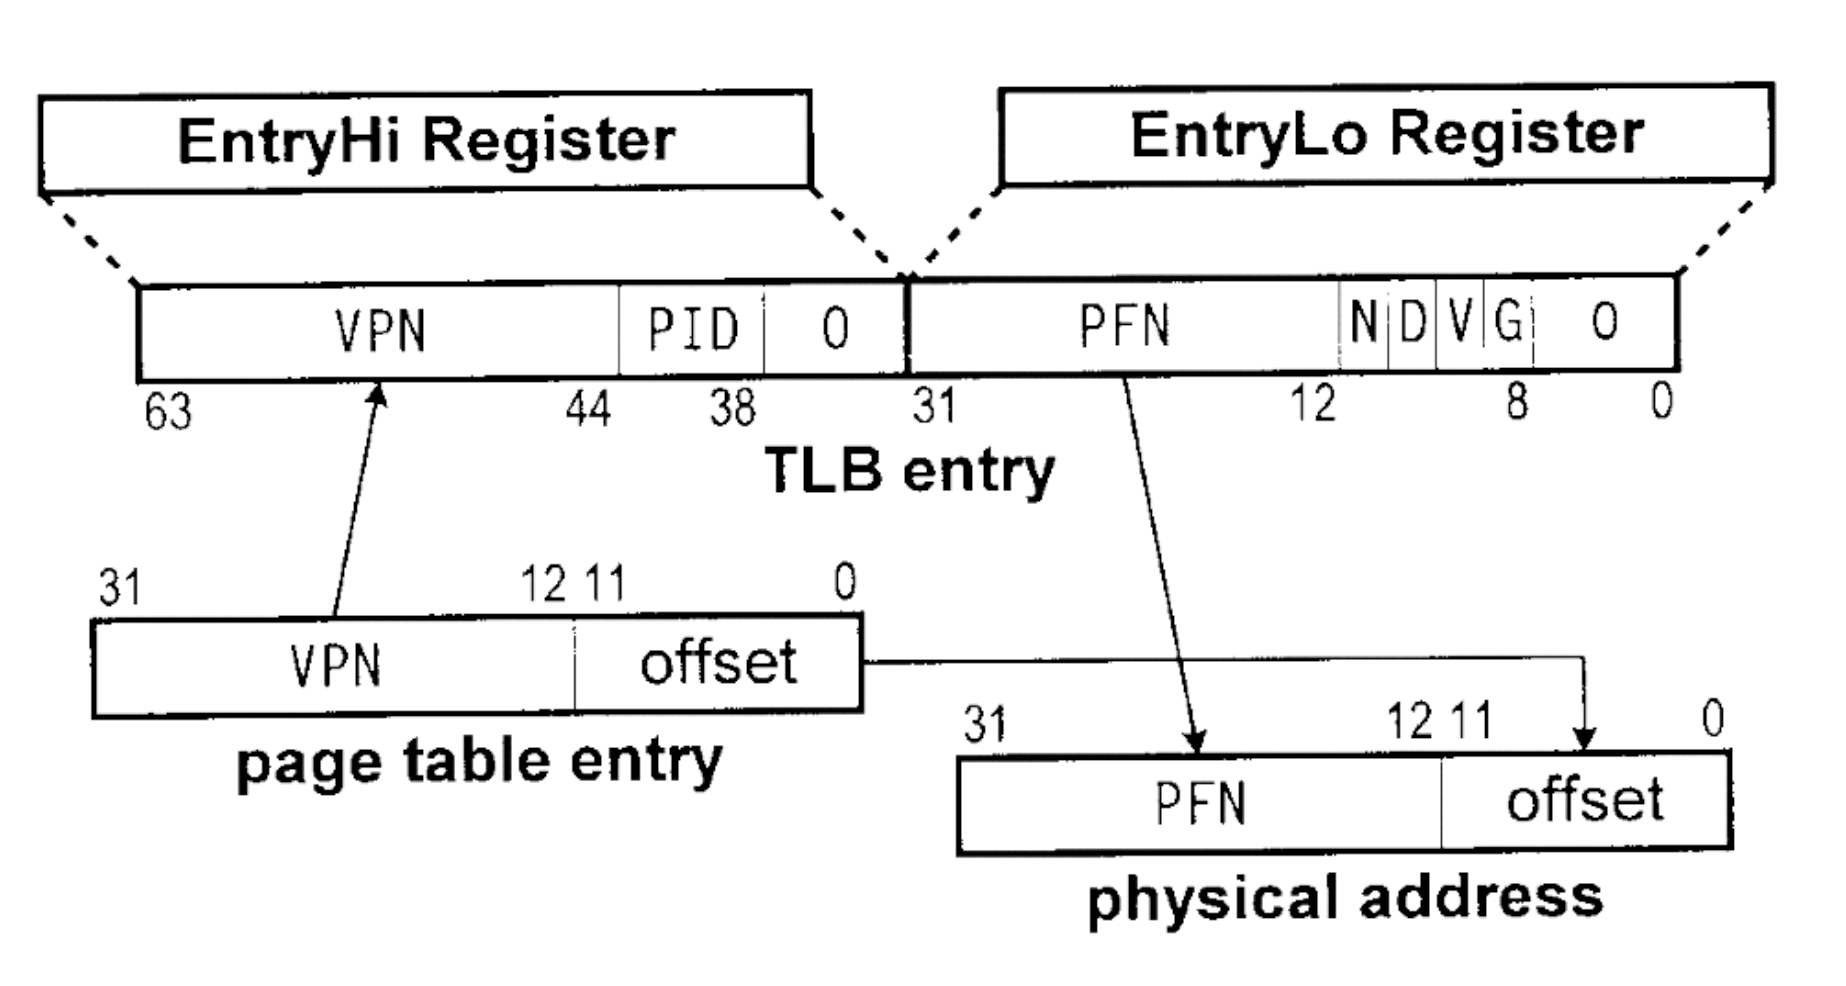 EntryHi Register EntryLo Register
VPN PID 0 PFN N D V G 0
63 44 38 31 12 8 0
TLB entry
31 12 11 0
VPN offset
page table entry
31 12 11 0
PFN offset
physical address